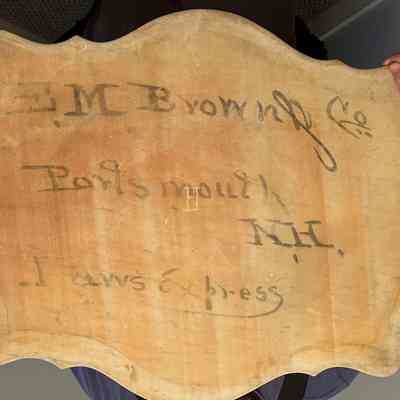 E.M Brown & Co
Portsmouth
N.H.
Express